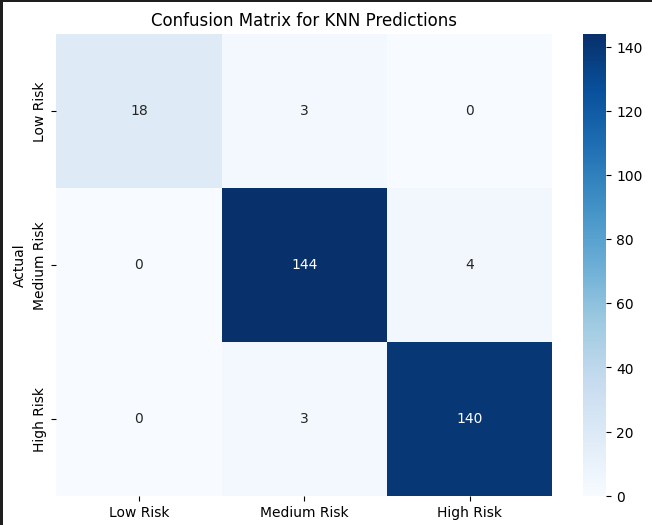 Confusion Matrix for KNN Predictions
140
Low Risk
18
3
0
120
100
Actual
Medium Risk
0
144
4
80
60
High Risk
0
3
140
40
20
0
Low Risk
Medium Risk
High Risk